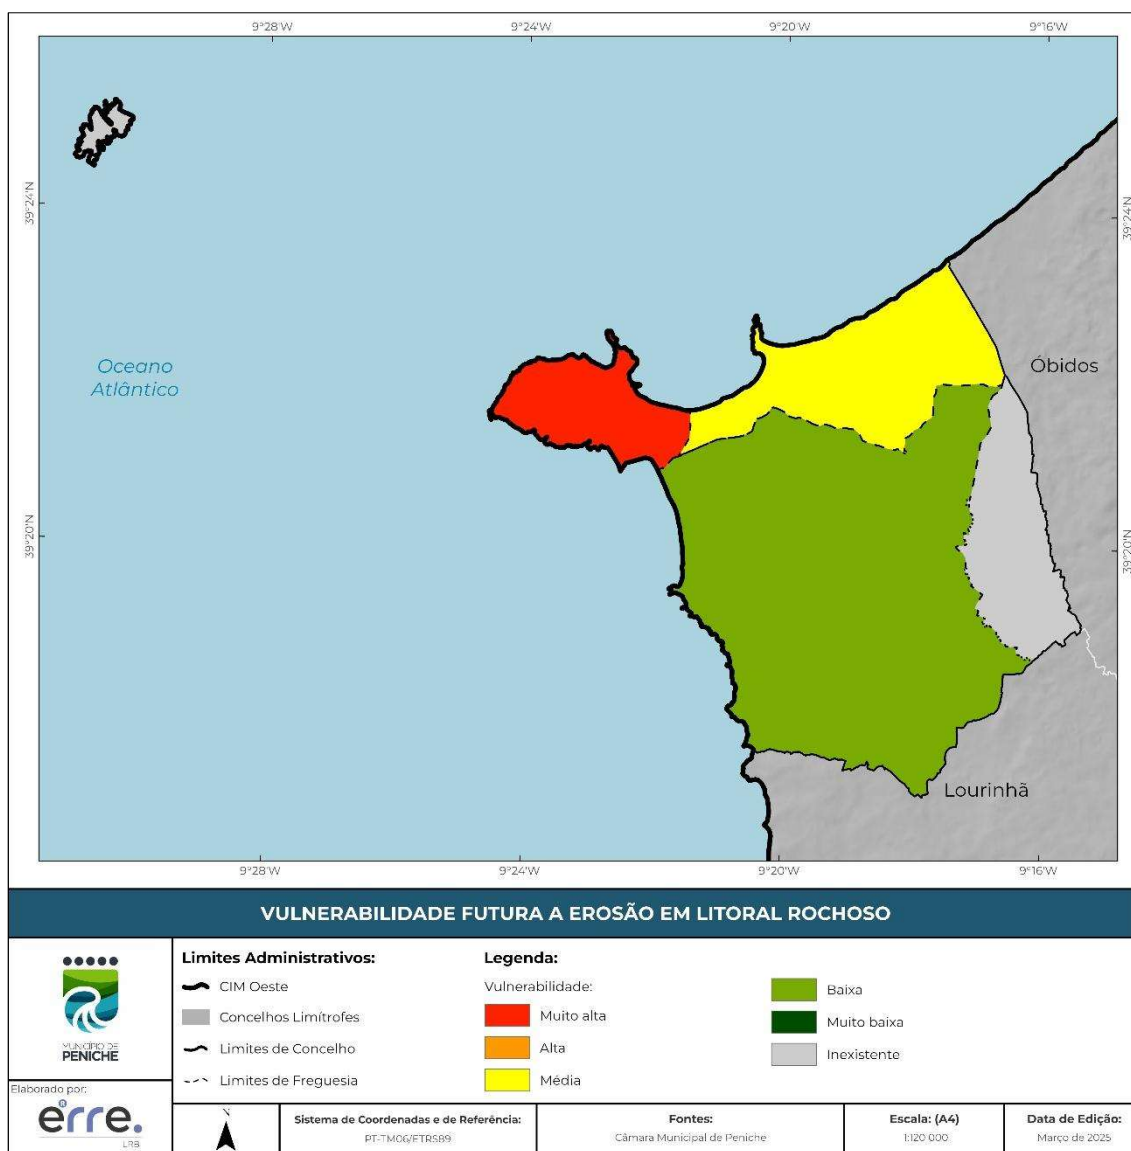 9°28'W
9°24'W
9°20'W
9°16'W
39°24'N
39°24'N
Oceano
Atlântico
Óbidos
39°20'N
39°20'N
Lourinhã
9°28'W
9°24'W
9°20'W
9°16'W
VULNERABILIDADE FUTURA A EROSÃO EM LITORAL ROCHOSO
MUNICÍPIO DE
PENICHE
Elaborado por:
erre.
LRB
Limites Administrativos:
CIM Oeste
Concelhos Limítrofes
Limites de Concelho
Limites de Freguesia
Legenda:
Vulnerabilidade:
Muito alta
Alta
Média
Baixa
Muito baixa
Inexistente
N
Sistema de Coordenadas e de Referência:
PT-TM06/ETRS89
Fontes:
Câmara Municipal de Peniche
Escala: (A4)
1:120 000
Data de Edição:
Março de 2025